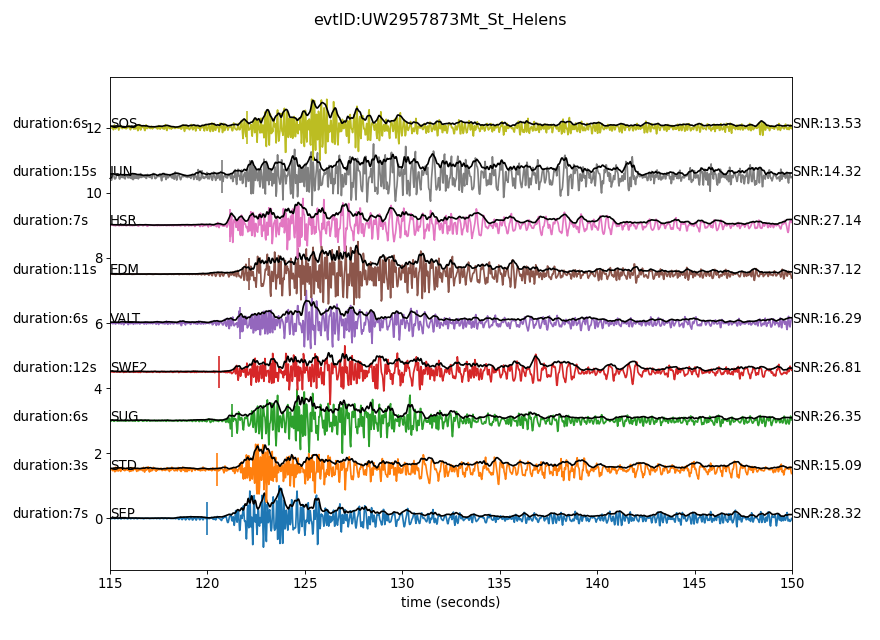 evtID:UW2957873Mt_St_Helens
duration:6s 12 SOS SNR:13.53
duration:15s JUN SNR:14.32
10
duration:7s HSR SNR:27.14
8
duration:11s EDM SNR:37.12
duration:6s 6 VALT SNR:16.29
duration:12s SWF2 SNR:26.81
4
duration:6s SUG SNR:26.35
2
duration:3s STD SNR:15.09
duration:7s 0 SEP SNR:28.32
115 120 125 130 135 140 145 150
time (seconds)